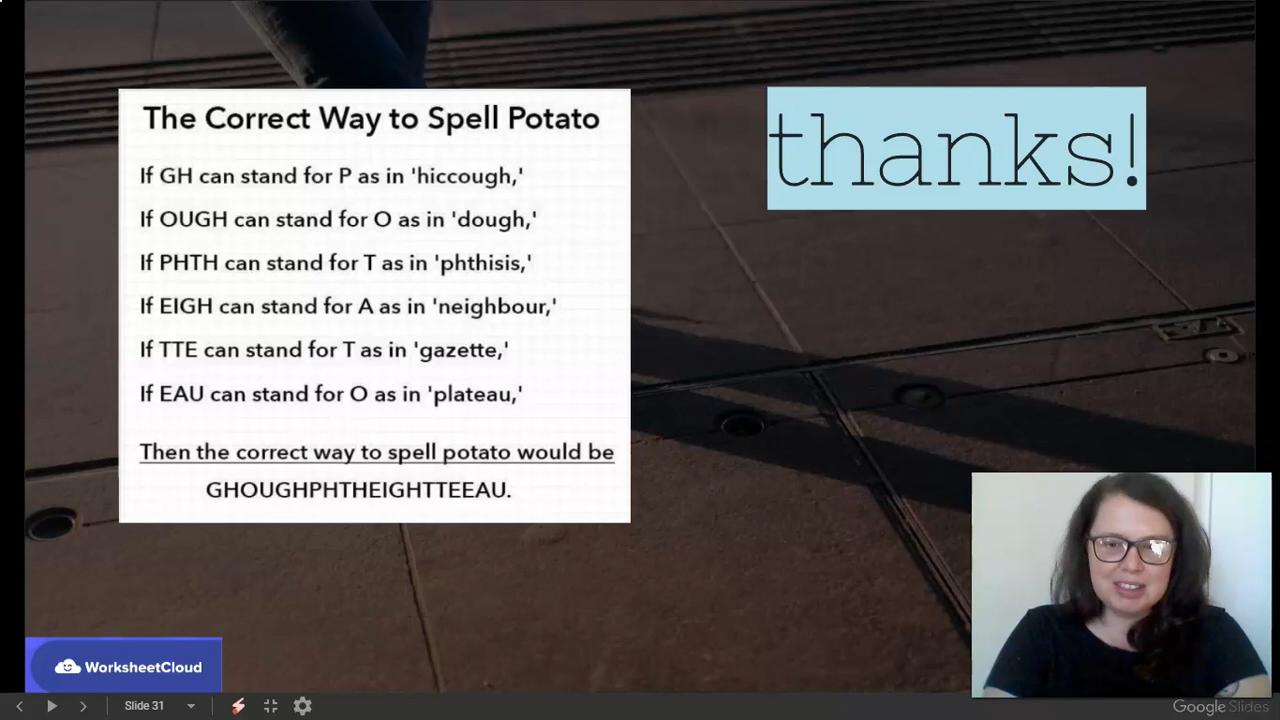 The Correct Way to Spell Potato
If GH can stand for P as in 'hiccough,'
If OUGH can stand for O as in 'dough,'
If PHTH can stand for T as in 'phthisis,'
If EIGH can stand for A as in 'neighbour,'
If TTE can stand for T as in 'gazette,'
If EAU can stand for O as in 'plateau,'
Then the correct way to spell potato would be
GHOUGHPHTHEIGHTTEEAU.
thanks!
WorksheetCloud
Slide 31
Google Slides